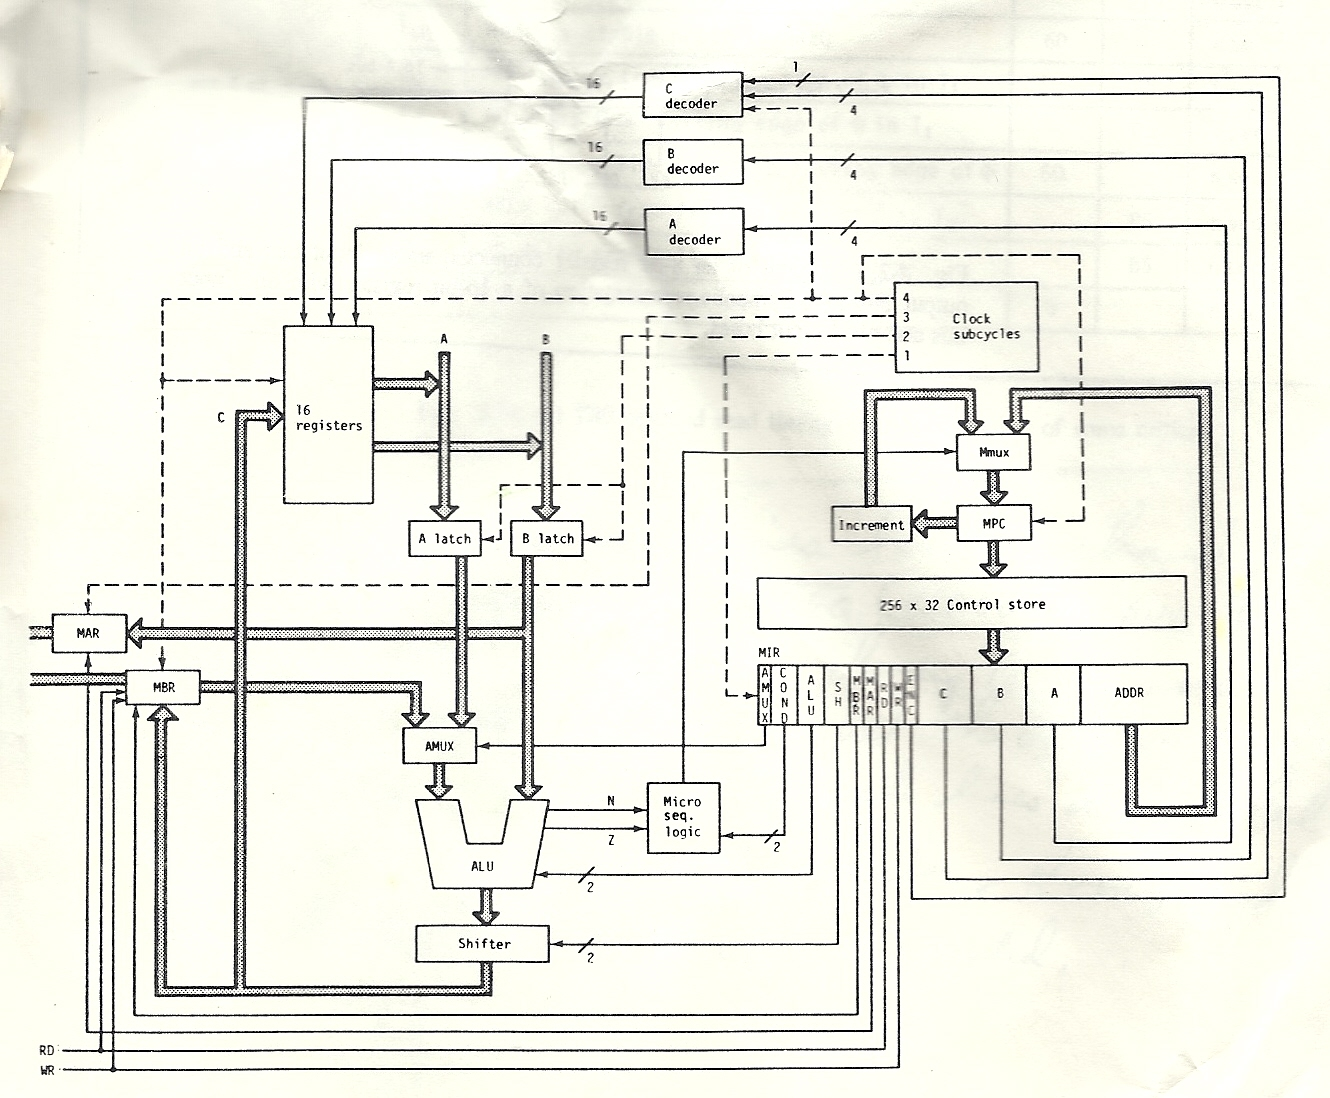 1
16
C
decoder
4
16
B
decoder
4
16
A
decoder
4
4
3
Clock
2
subcycles
1
A
B
C
16
registers
Mmux
A latch
B latch
Increment
MPC
256 x 32 Control store
MAR
MIR
MBR
AMUX
COND
ALU
SH
MBR
MAR
RD
WR
ENC
C
B
A
ADDR
AMUX
N
Z
Micro
seq.
logic
2
ALU
2
Shifter
2
RD
WR